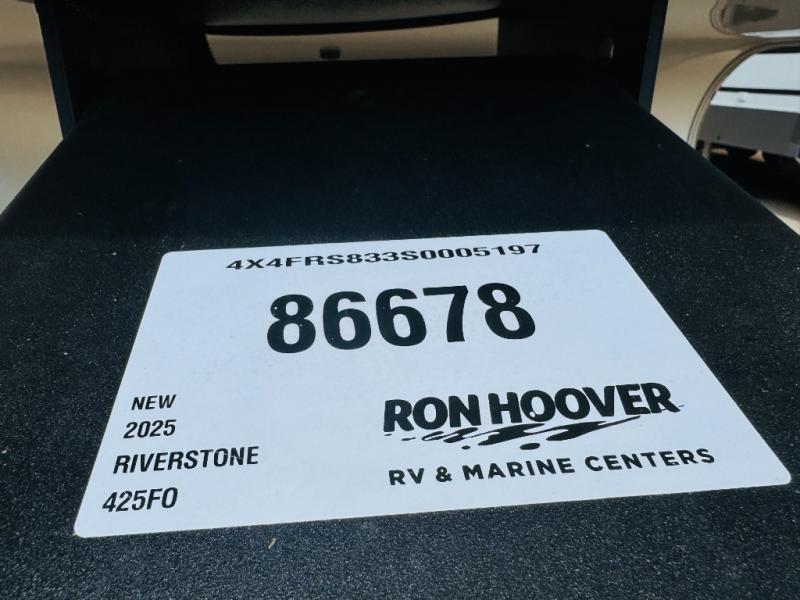 4X4FRS833S0005197
86678
NEW
2025
RIVERSTONE
425FO
RON HOOVER
RV & MARINE CENTERS